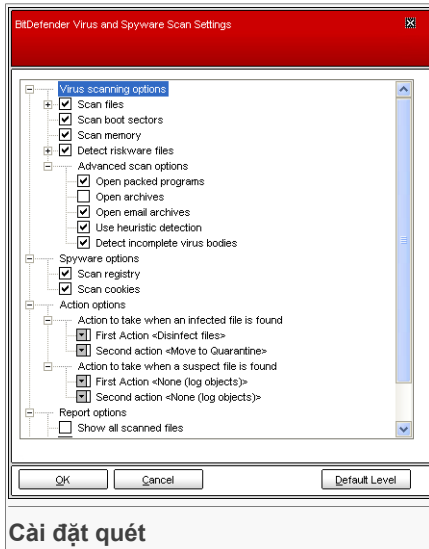 BitDefender Virus and Spyware Scan Settings
Virus scanning options
Scan files
Scan boot sectors
Scan memory
Detect riskware files
Advanced scan options
Open packed programs
Open archives
Open email archives
Use heuristic detection
Detect incomplete virus bodies
Spyware options
Scan registry
Scan cookies
Action options
Action to take when an infected file is found
First Action <Disinfect files>
Second action <Move to Quarantine>
Action to take when a suspect file is found
First Action <None (log objects)>
Second action <None (log objects)>
Report options
Show all scanned files
OK Cancel Default Level
Cài đặt quét